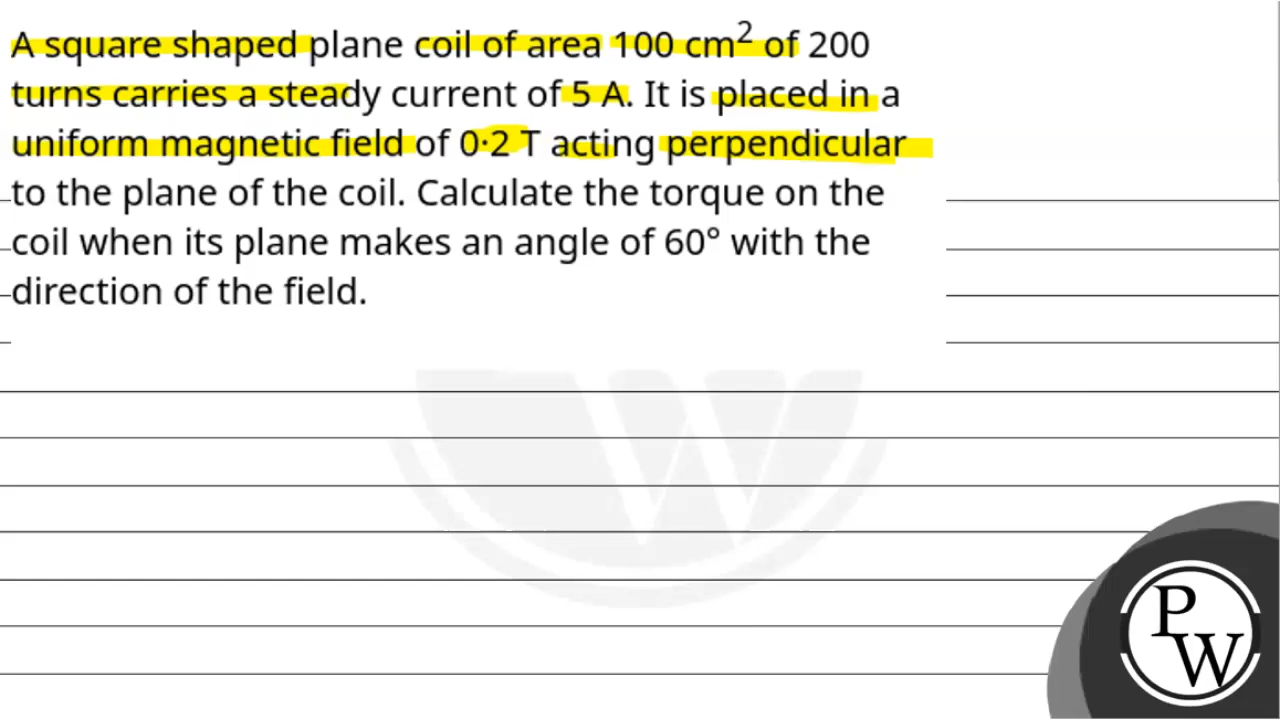 A square shaped plane coil of area 100 cm² of 200
turns carries a steady current of 5 A. It is placed in a
uniform magnetic field of 0·2 T acting perpendicular
to the plane of the coil. Calculate the torque on the
coil when its plane makes an angle of 60° with the
direction of the field.
W
P
W